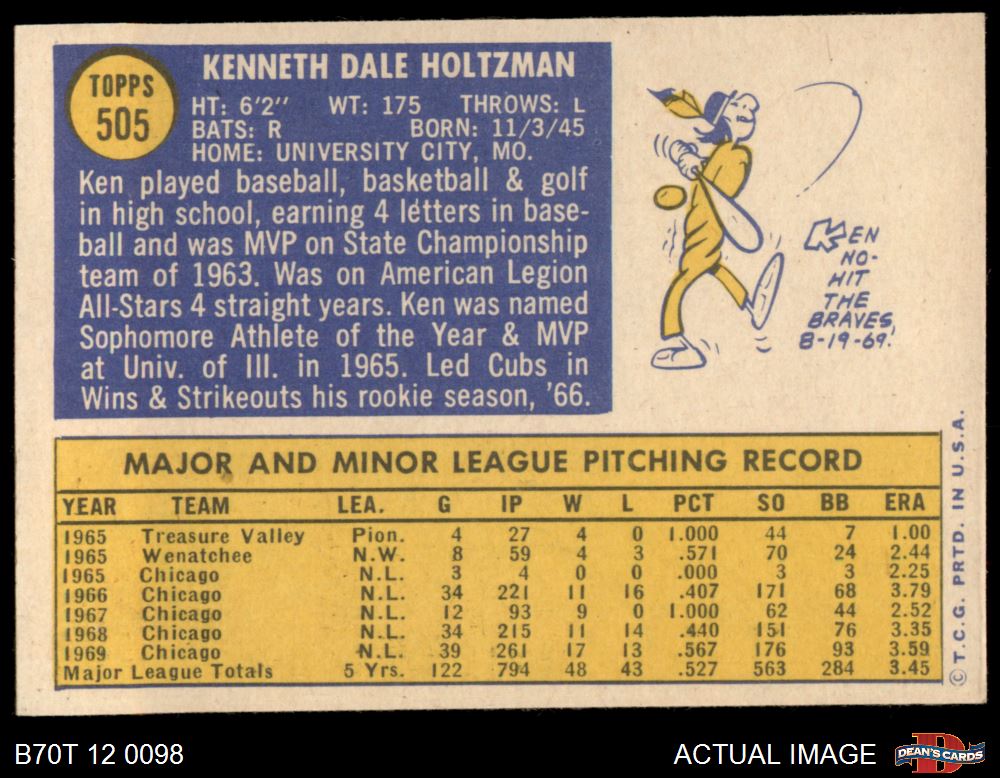 TOPPS
505
KENNETH DALE HOLTZMAN
HT: 6'2" WT: 175 THROWS: L
BATS: R BORN: 11/3/45
HOME: UNIVERSITY CITY, MO.
Ken played baseball, basketball & golf
in high school, earning 4 letters in base-
ball and was MVP on State Championship
team of 1963. Was on American Legion
All-Stars 4 straight years. Ken was named
Sophomore Athlete of the Year & MVP
at Univ. of Ill. in 1965. Led Cubs in
Wins & Strikeouts his rookie season, '66.
KEN
NO-
HIT
THE
BRAVES,
8-19-69.
MAJOR AND MINOR LEAGUE PITCHING RECORD
YEAR TEAM LEA. G IP W L PCT SO BB ERA
1965 Treasure Valley Pion. 4 27 4 0 1.000 44 7 1.00
1965 Wenatchee N.W. 8 59 4 3 .571 70 24 2.44
1965 Chicago N.L. 3 4 0 0 .000 3 3 2.25
1966 Chicago N.L. 34 221 11 16 .407 171 68 3.79
1967 Chicago N.L. 12 93 9 0 1.000 62 44 2.52
1968 Chicago N.L. 34 215 11 14 .440 151 76 3.35
1969 Chicago N.L. 39 261 17 13 .567 176 93 3.59
Major League Totals 5 Yrs. 122 794 48 43 .527 563 284 3.45
© T.C.G. PRTD. IN U.S.A.
B70T 12 0098
ACTUAL IMAGE
DEAN'S CARDS